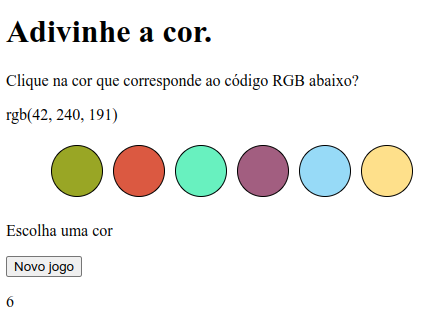 Adivinhe a cor.
Clique na cor que corresponde ao código RGB abaixo?
rgb(42, 240, 191)
Escolha uma cor
Novo jogo
6